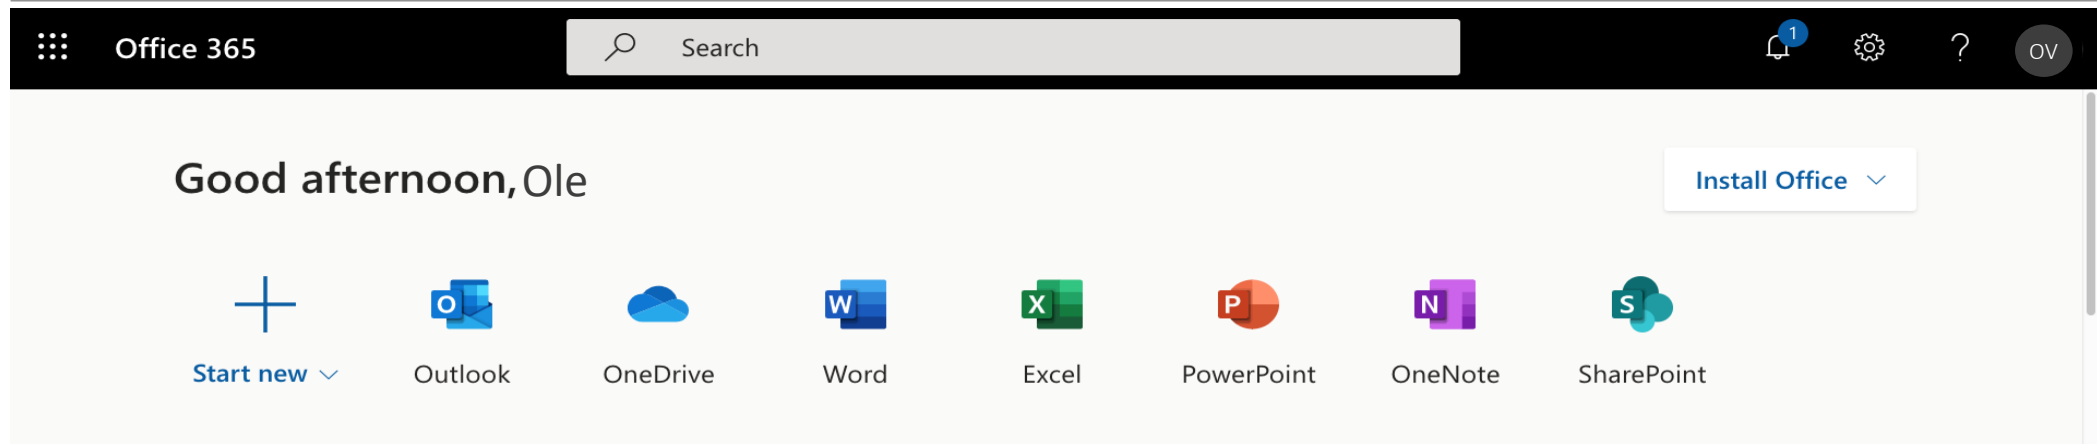 Office 365 Search 1 ? OV
Good afternoon, Ole Install Office
O W X P N S
Start new Outlook OneDrive Word Excel PowerPoint OneNote SharePoint